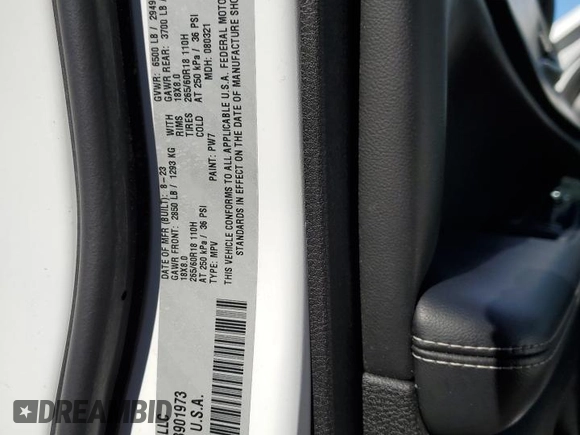 LLC
901973
U.S.A.
DATE OF MFR (BUILT): 8-23
GVWR: 6500 LB / 2949
GAWR FRONT: 2850 LB / 1293 KG
WITH
GAWR REAR: 3700 LB /
18X8.0
RIMS
18X8.0
265/60R18 110H
TIRES
265/60R18 110H
AT 250 kPa / 36 PSI
COLD
AT 250 kPa / 36 PSI
TYPE: MPV
PAINT: PW7
MDH: 080321
THIS VEHICLE CONFORMS TO ALL APPLICABLE U.S.A. FEDERAL MOTOR
STANDARDS IN EFFECT ON THE DATE OF MANUFACTURE SHO
AUTOHISTORY